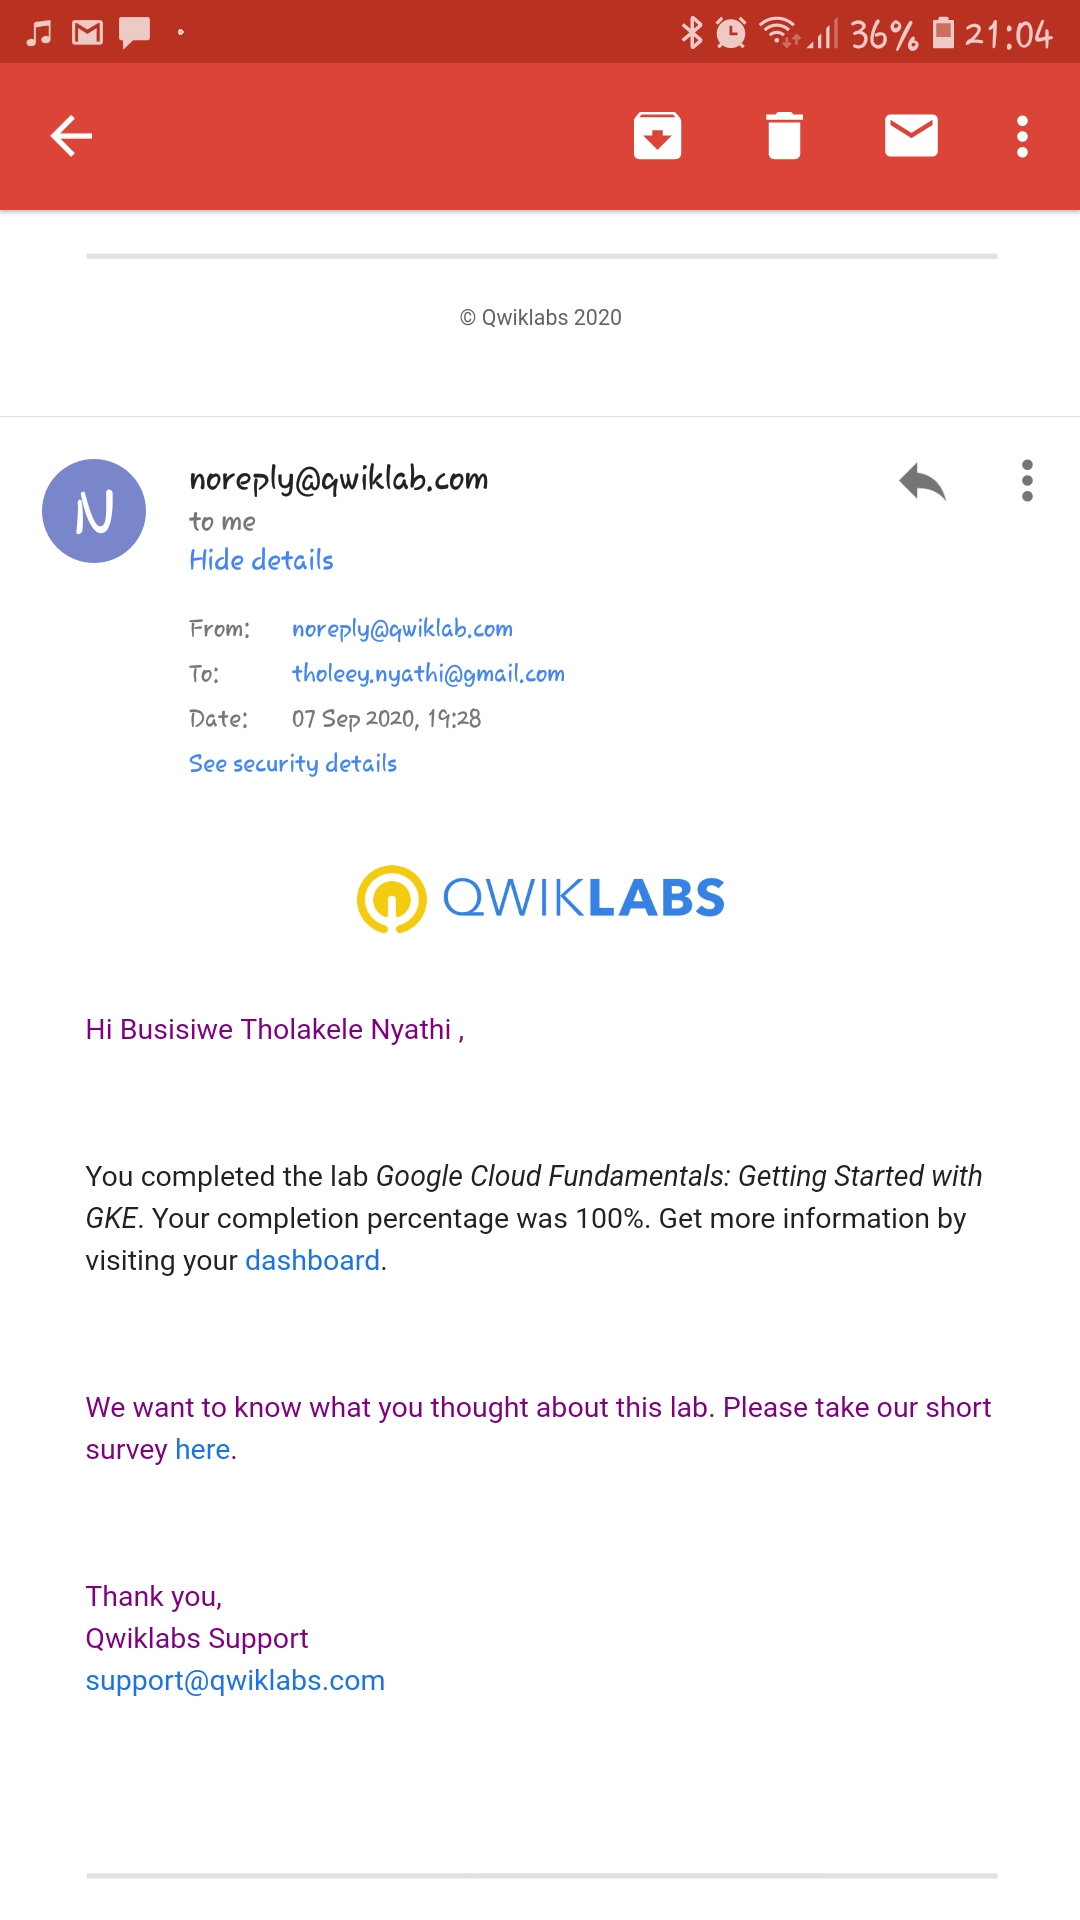 36% 21:04
© Qwiklabs 2020
N
noreply@qwiklab.com
to me
Hide details
From: noreply@qwiklab.com
To: tholeey.nyathi@gmail.com
Date: 07 Sep 2020, 19:28
See security details
QWIKLABS
Hi Busisiwe Tholakele Nyathi ,
You completed the lab Google Cloud Fundamentals: Getting Started with
GKE. Your completion percentage was 100%. Get more information by
visiting your dashboard.
We want to know what you thought about this lab. Please take our short
survey here.
Thank you,
Qwiklabs Support
support@qwiklabs.com